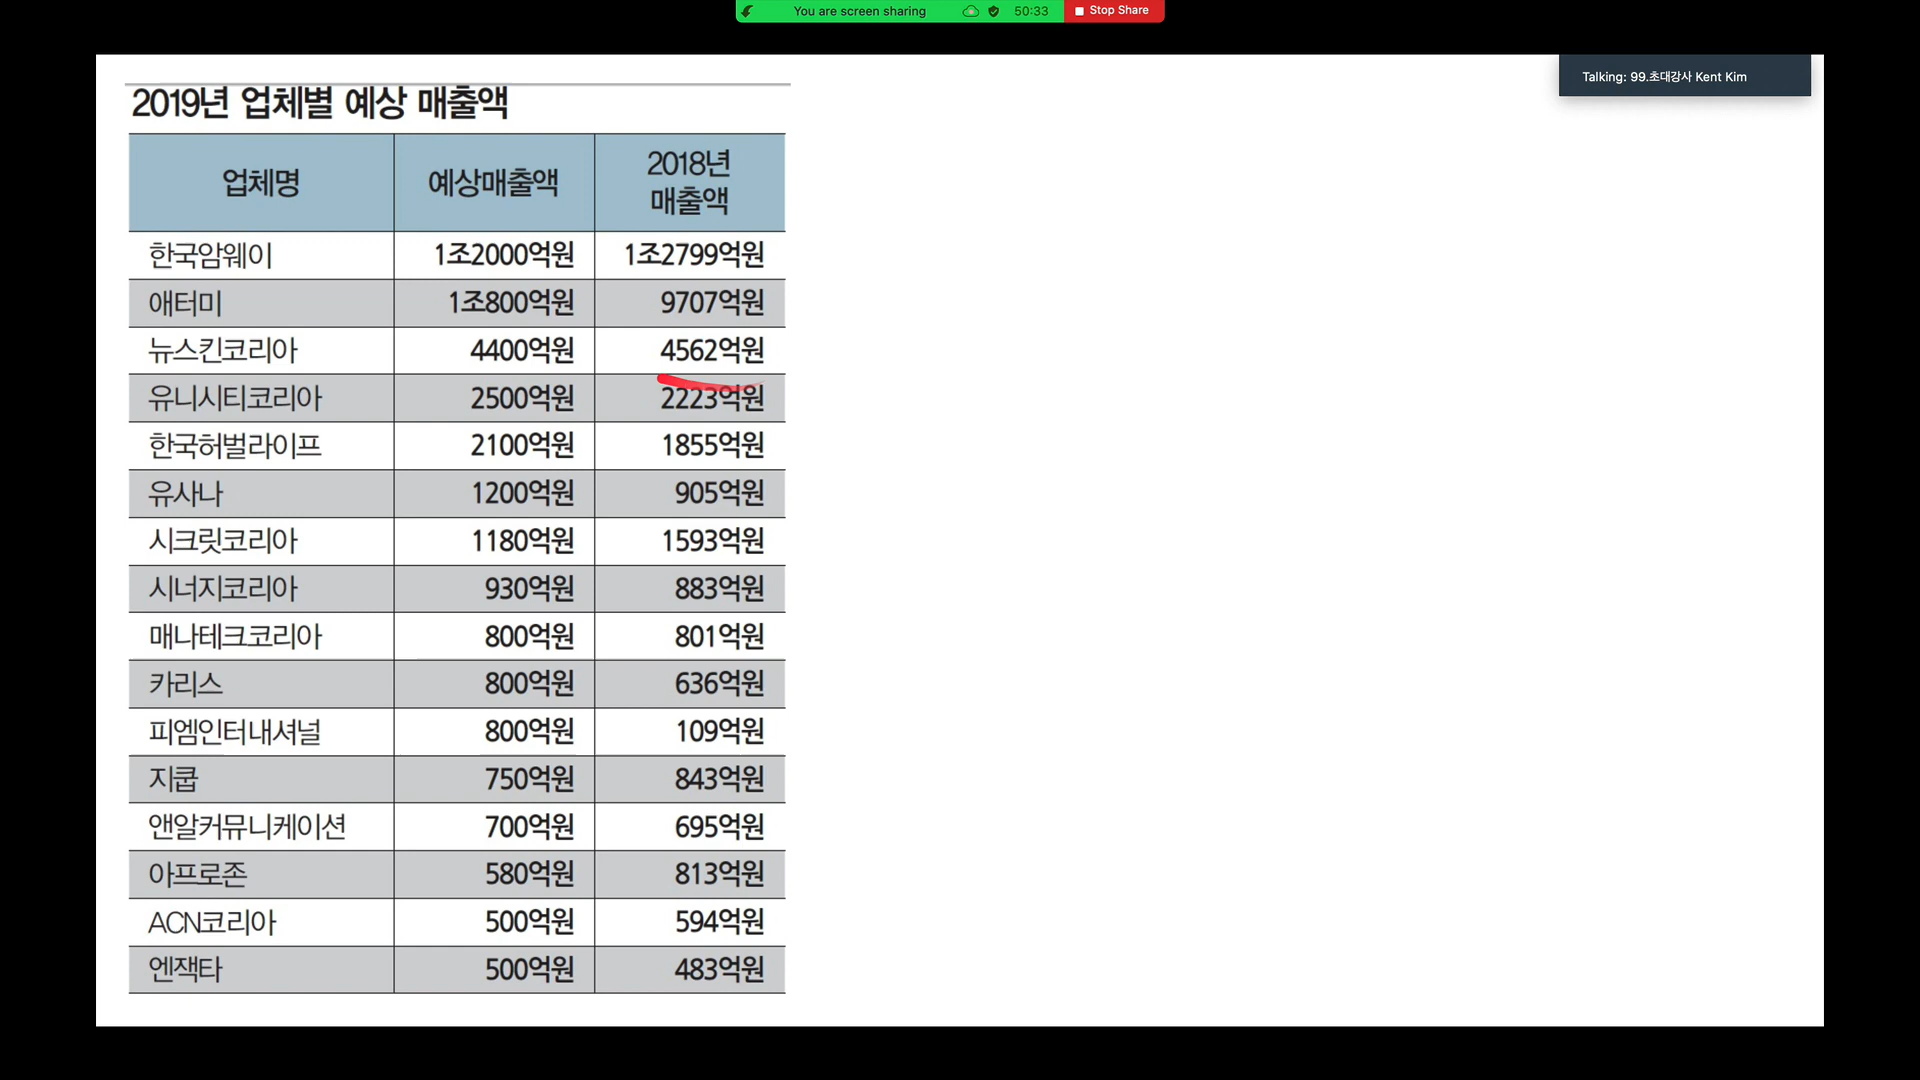 You are screen sharing 50:33 Stop Share
Talking: 99.초대강사 Kent Kim
2019년 업체별 예상 매출액
업체명 예상매출액 2018년 매출액
한국암웨이 1조2000억원 1조2799억원
애터미 1조800억원 9707억원
뉴스킨코리아 4400억원 4562억원
유니시티코리아 2500억원 2223억원
한국허벌라이프 2100억원 1855억원
유사나 1200억원 905억원
시크릿코리아 1180억원 1593억원
시너지코리아 930억원 883억원
매나테크코리아 800억원 801억원
카리스 800억원 636억원
피엠인터내셔널 800억원 109억원
지쿱 750억원 843억원
앤알커뮤니케이션 700억원 695억원
아프로존 580억원 813억원
ACN코리아 500억원 594억원
엔잭타 500억원 483억원